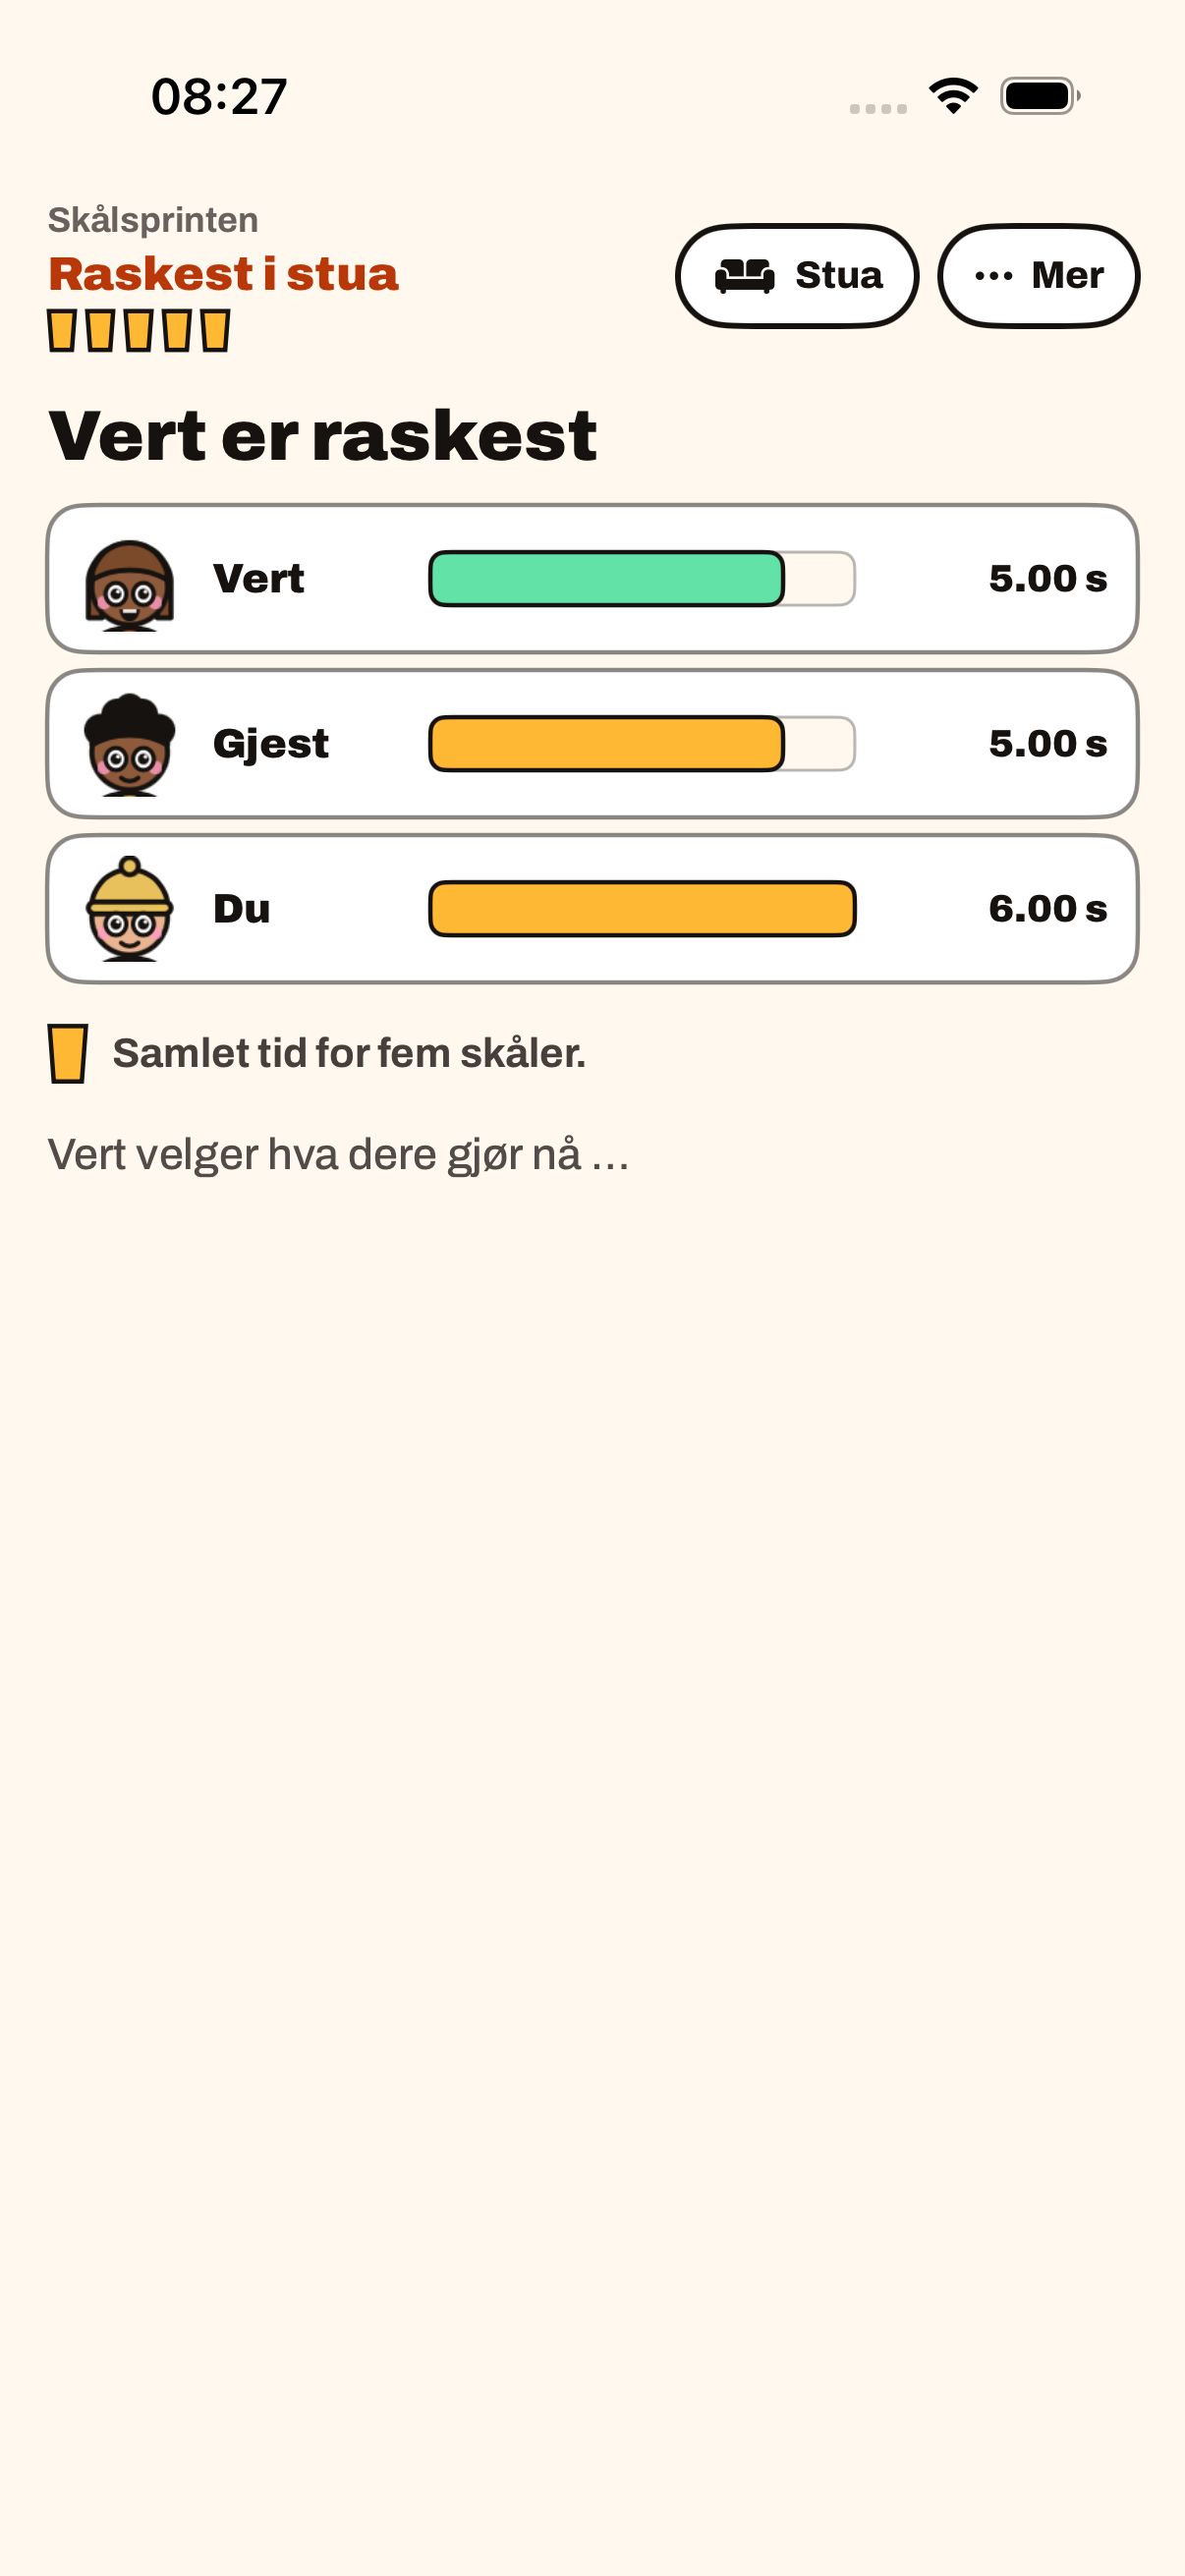 08:27
Skålsprinten
Raskest i stua
Stua
Mer
Vert er raskest
Vert
5.00 s
Gjest
5.00 s
Du
6.00 s
Samlet tid for fem skåler.
Vert velger hva dere gjør nå ...